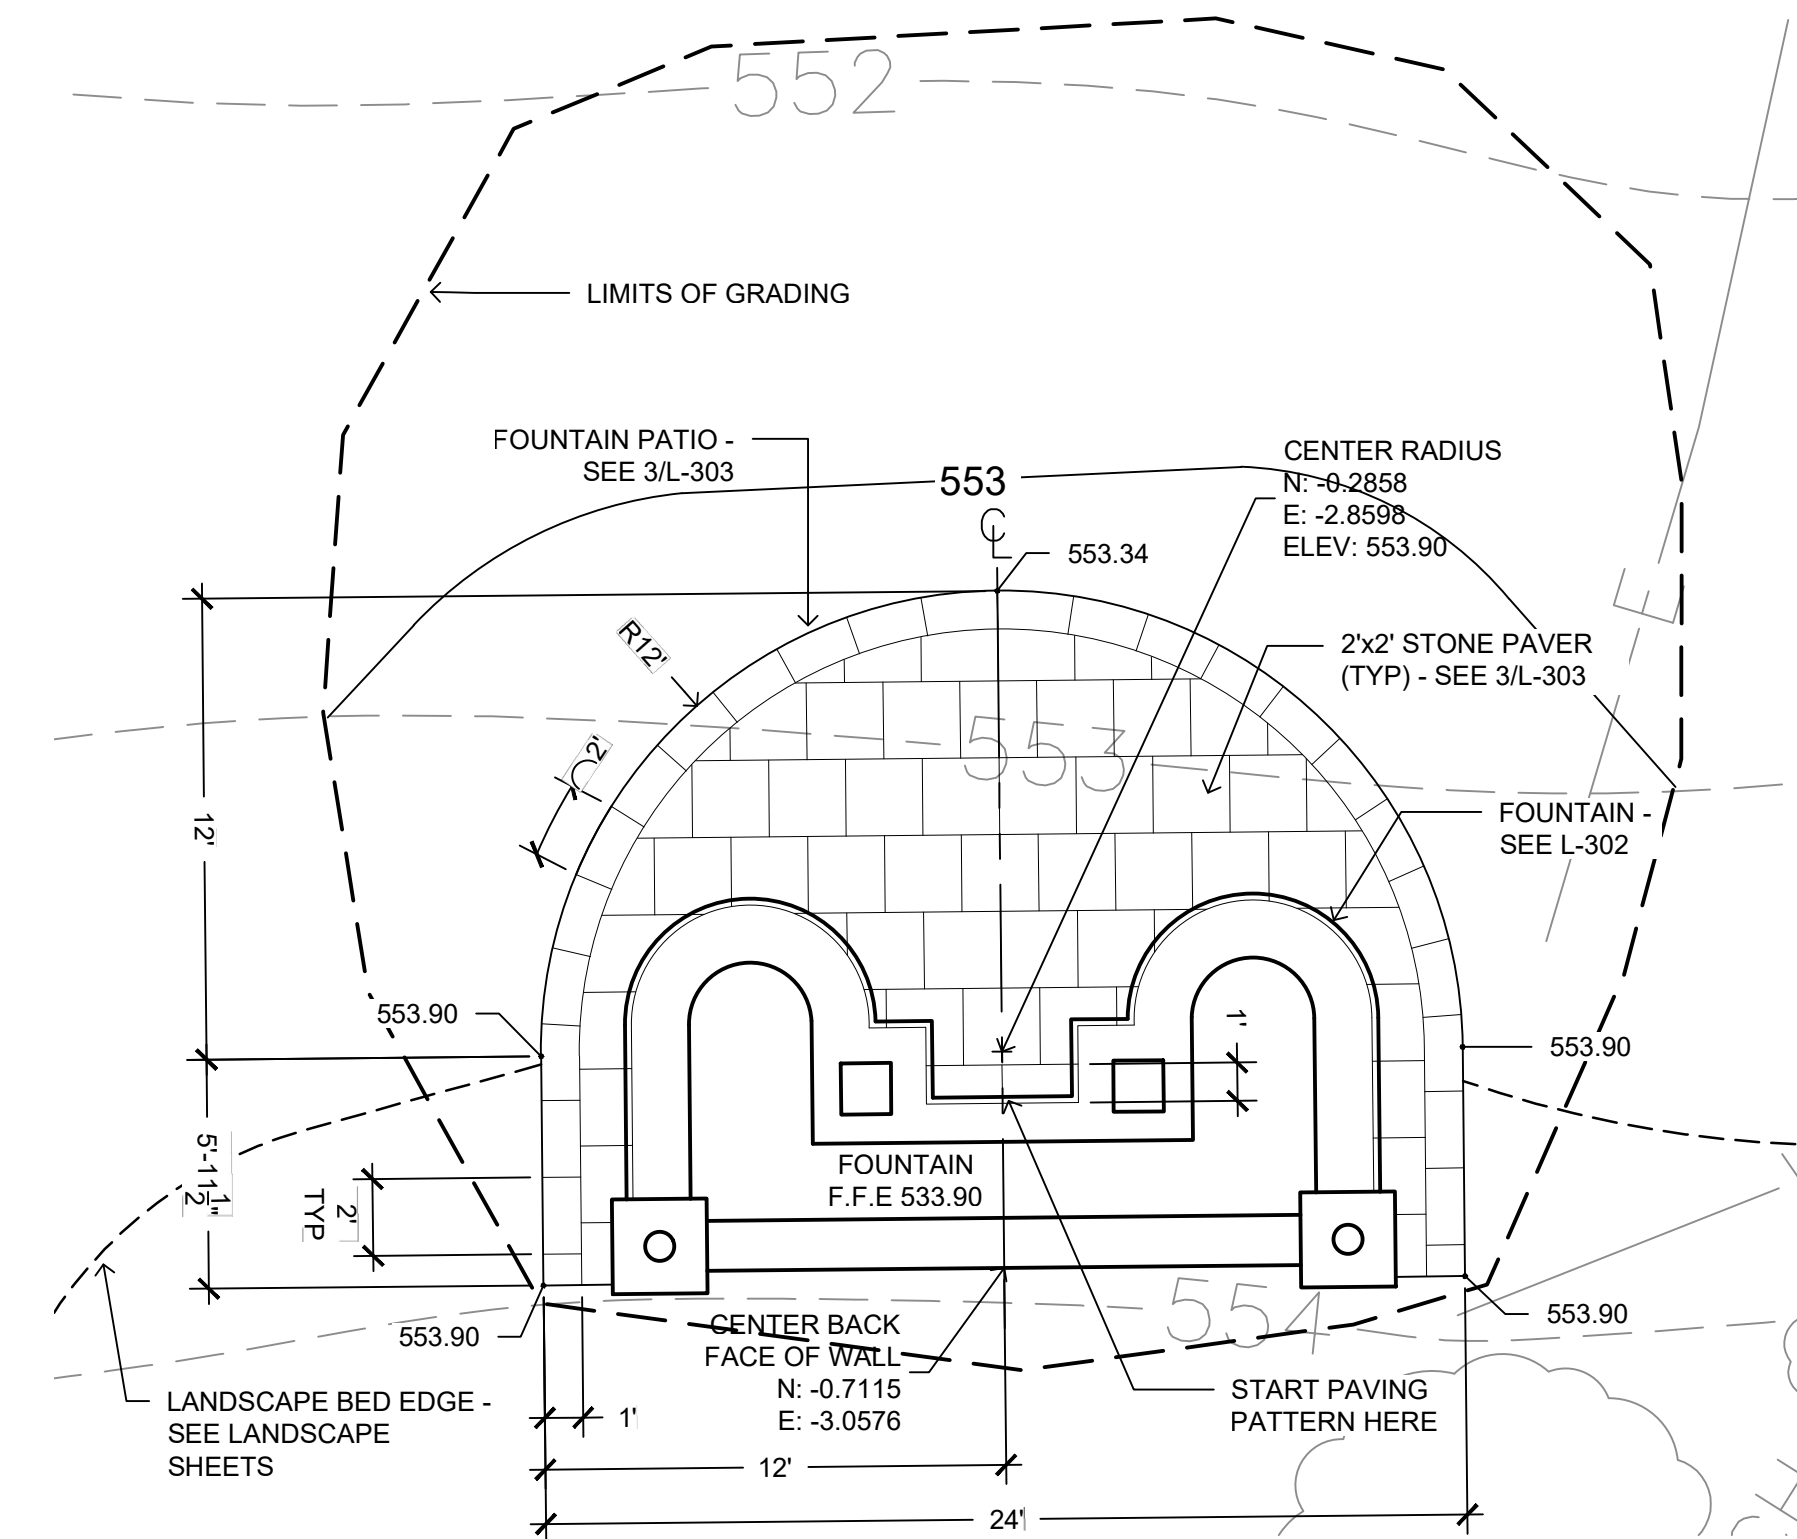 552
LIMITS OF GRADING
FOUNTAIN PATIO -
SEE 3/L-303
553
CENTER RADIUS
N: -0.2858
E: -2.8598
ELEV: 553.90
553.34
R12'
2'x2' STONE PAVER
(TYP) - SEE 3/L-303
E
553
2'
12'
FOUNTAIN -
SEE L-302
553.90
1'
553.90
5'-11 1/2"
2'
TYP
FOUNTAIN
F.F.E 533.90
554
553.90
553.90
CENTER BACK
FACE OF WALL
N: -0.7115
E: -3.0576
START PAVING
PATTERN HERE
LANDSCAPE BED EDGE -
SEE LANDSCAPE
SHEETS
1'
12'
24'